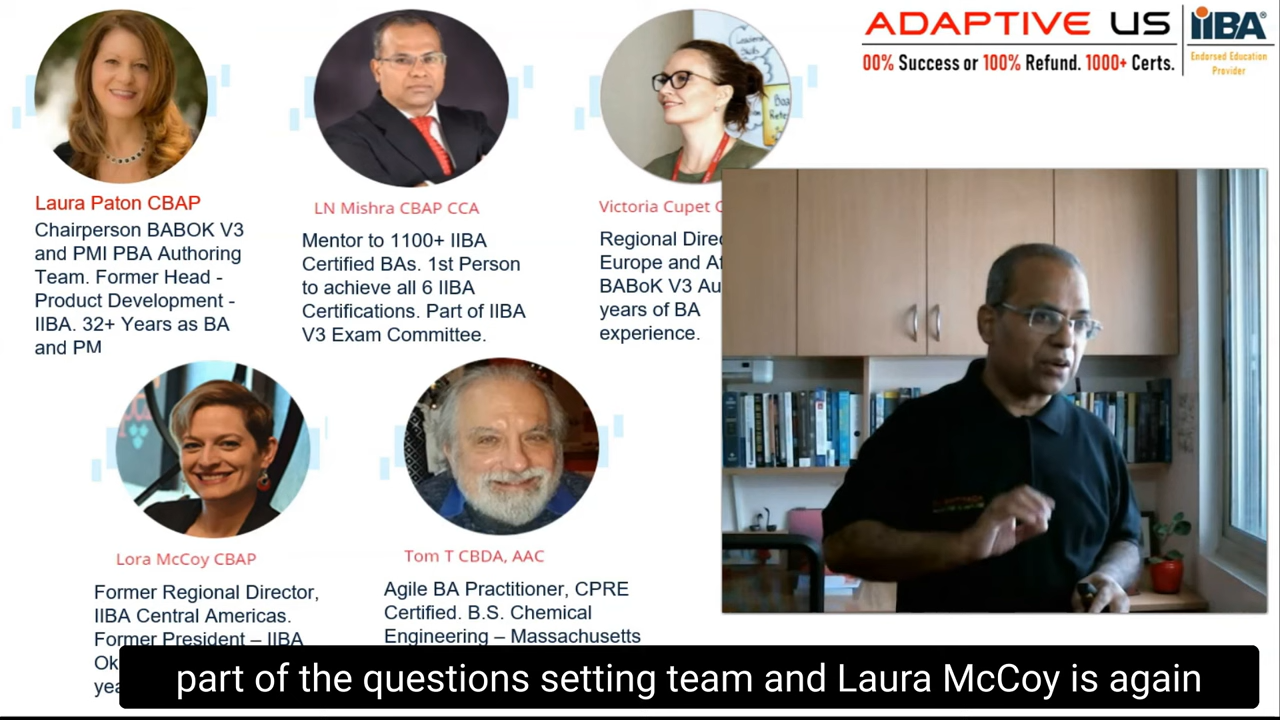 ADAPTIVE US
IIBA®
00% Success or 100% Refund. 1000+ Certs.
Endorsed Education
Provider
Laura Paton CBAP
Chairperson BABOK V3
and PMI PBA Authoring
Team. Former Head -
Product Development -
IIBA. 32+ Years as BA
and PM
LN Mishra CBAP CCA
Mentor to 1100+ IIBA
Certified BAs. 1st Person
to achieve all 6 IIBA
Certifications. Part of IIBA
V3 Exam Committee.
Victoria Cupet
Regional Direc
Europe and Af
BABoK V3 Au
years of BA
experience.
Lora McCoy CBAP
Former Regional Director,
IIBA Central Americas.
Former President – IIBA
Ok
yea
Tom T CBDA, AAC
Agile BA Practitioner, CPRE
Certified. B.S. Chemical
Engineering – Massachusetts
part of the questions setting team and Laura McCoy is again